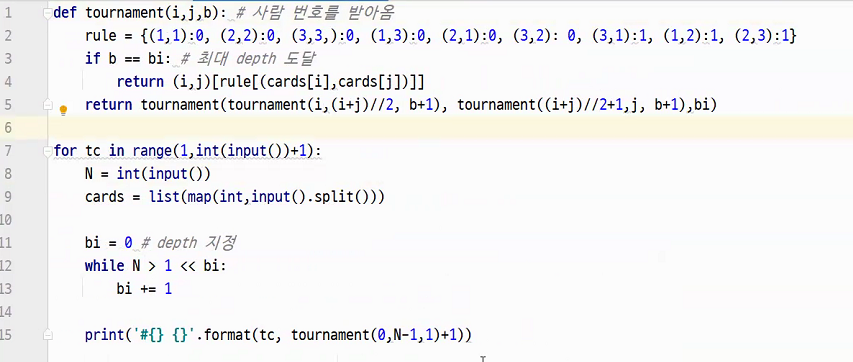 1 def tournament(i,j,b): # 사람 번호를 받아옴
2 rule = {(1,1):0, (2,2):0, (3,3,):0, (1,3):0, (2,1):0, (3,2): 0, (3,1):1, (1,2):1, (2,3):1}
3 if b == bi: # 최대 depth 도달
4 return (i,j)[rule[(cards[i],cards[j])]]
5 return tournament(tournament(i,(i+j)//2, b+1), tournament((i+j)//2+1,j, b+1),bi)
6
7 for tc in range(1,int(input())+1):
8 N = int(input())
9 cards = list(map(int,input().split()))
10
11 bi = 0 # depth 지정
12 while N > 1 << bi:
13 bi += 1
14
15 print('#{} {}'.format(tc, tournament(0,N-1,1)+1))